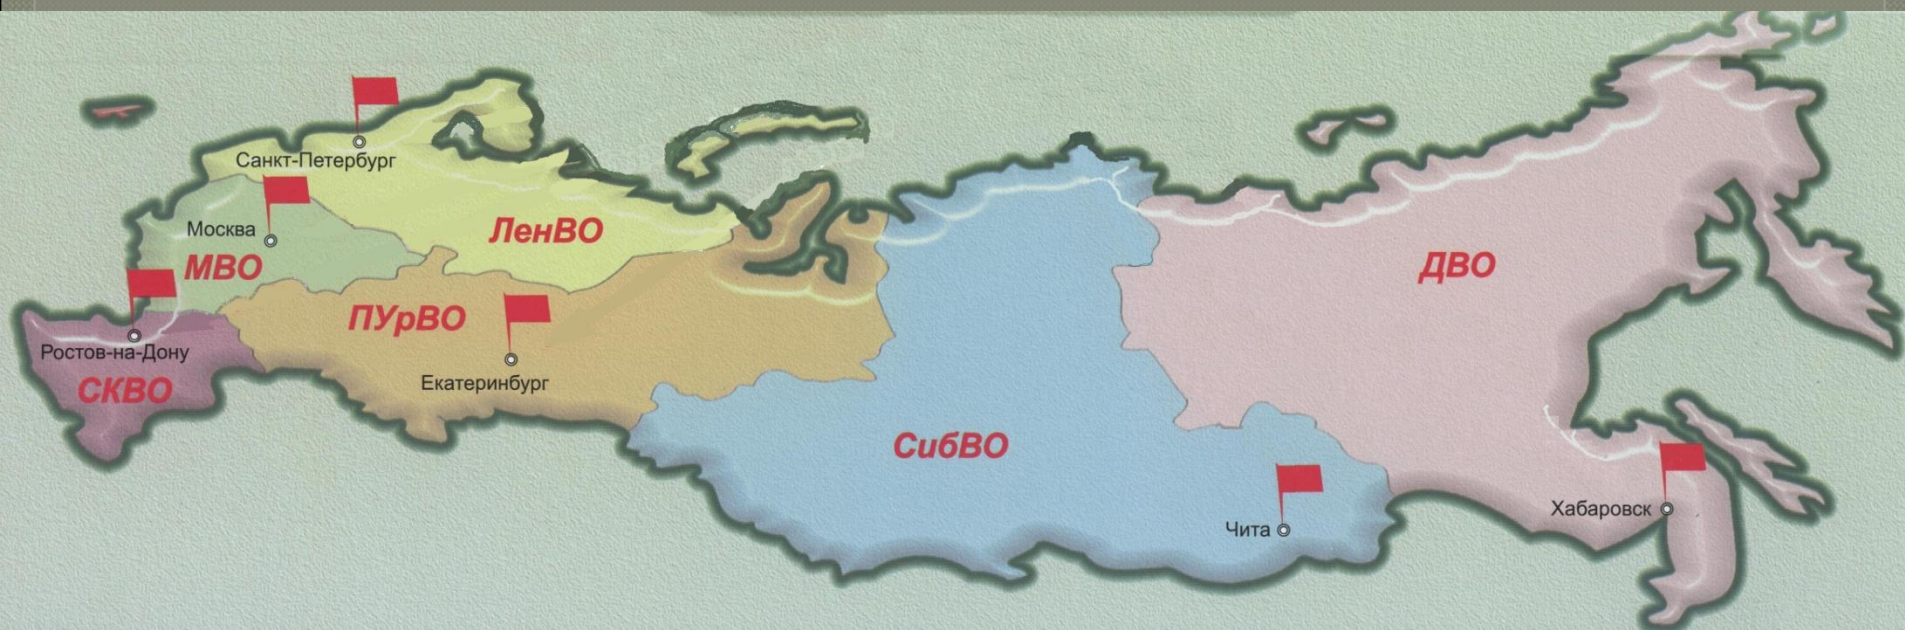 Санкт-Петербург
Москва
ЛенВО
МВО
ДВО
ПУрВО
Ростов-на-Дону
Екатеринбург
СКВО
СибВО
Хабаровск
Чита